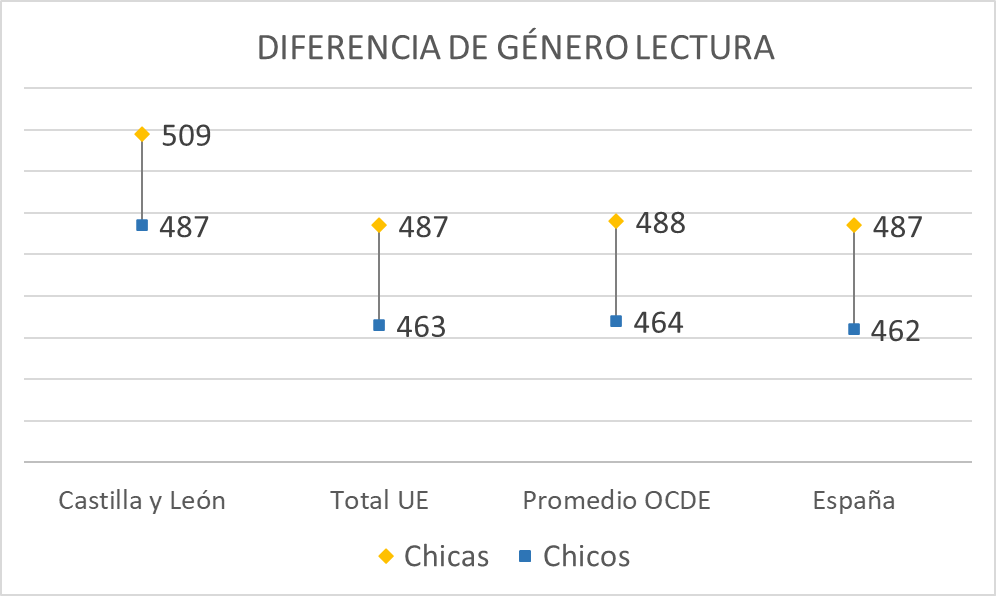 DIFERENCIA DE GÉNERO LECTURA
509
487
487
463
488
464
487
462
Castilla y León Total UE Promedio OCDE España
Chicas Chicos